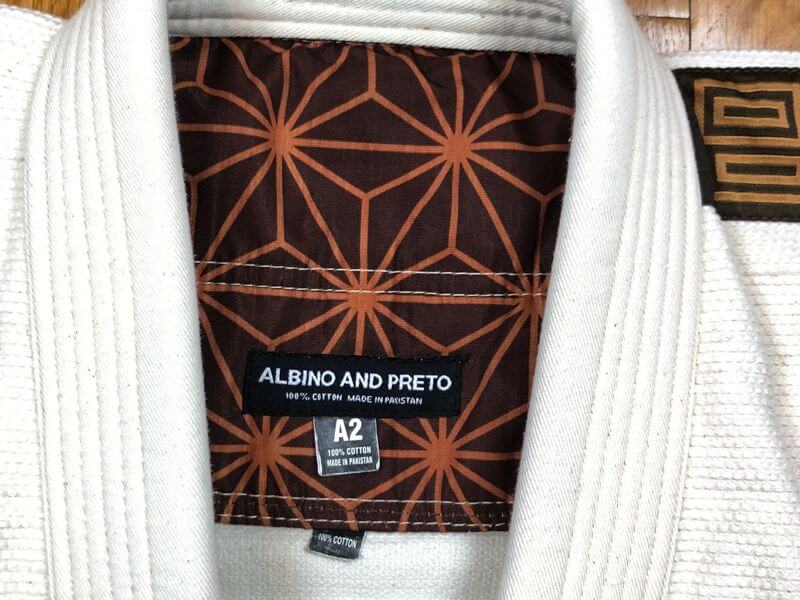 ALBINO AND PRETO
100% COTTON MADE IN PAKISTAN
A2
100% COTTON
MADE IN PAKISTAN
100% COTTON